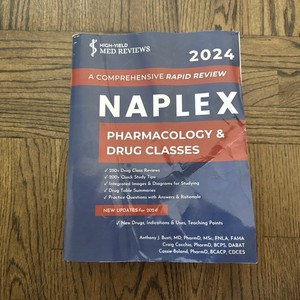 HIGH-YIELD
MED REVIEWS
2024
A COMPREHENSIVE RAPID REVIEW
NAPLEX
PHARMACOLOGY &
DRUG CLASSES
✓ 250+ Drug Class Reviews
✓ 200+ Quick Study Tips
✓ Integrated Images & Diagrams for Studying
✓ Drug Table Summaries
✓ Practice Questions with Answers & Rationale
NEW UPDATES for 2024!
✓ New Drugs, Indications & Uses, Teaching Points
Anthony J. Busti, MD, PharmD, MSc, FNLA, FAHA
Craig Cocchio, PharmD, BCPS, DABAT
Cassie Boland, PharmD, BCACP, CDCES